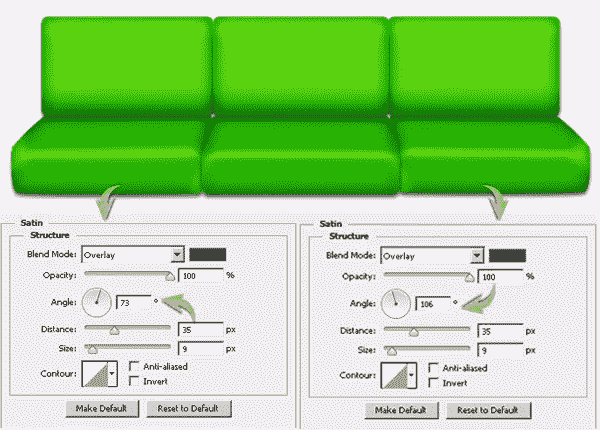 Satin
Structure
Blend Mode: Overlay
Opacity: 100 %
Angle: 73 °
Distance: 35 px
Size: 9 px
Contour: Anti-aliased
Invert
Make Default Reset to Default
Satin
Structure
Blend Mode: Overlay
Opacity: 100 %
Angle: 106 °
Distance: 35 px
Size: 9 px
Contour: Anti-aliased
Invert
Make Default Reset to Default